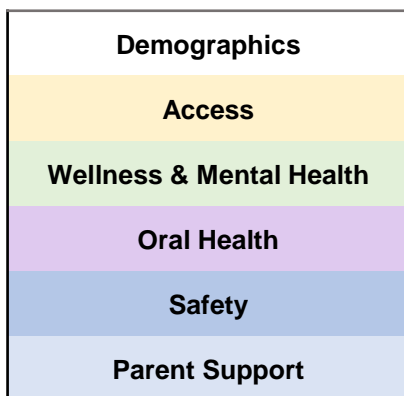 Demographics
Access
Wellness & Mental Health
Oral Health
Safety
Parent Support